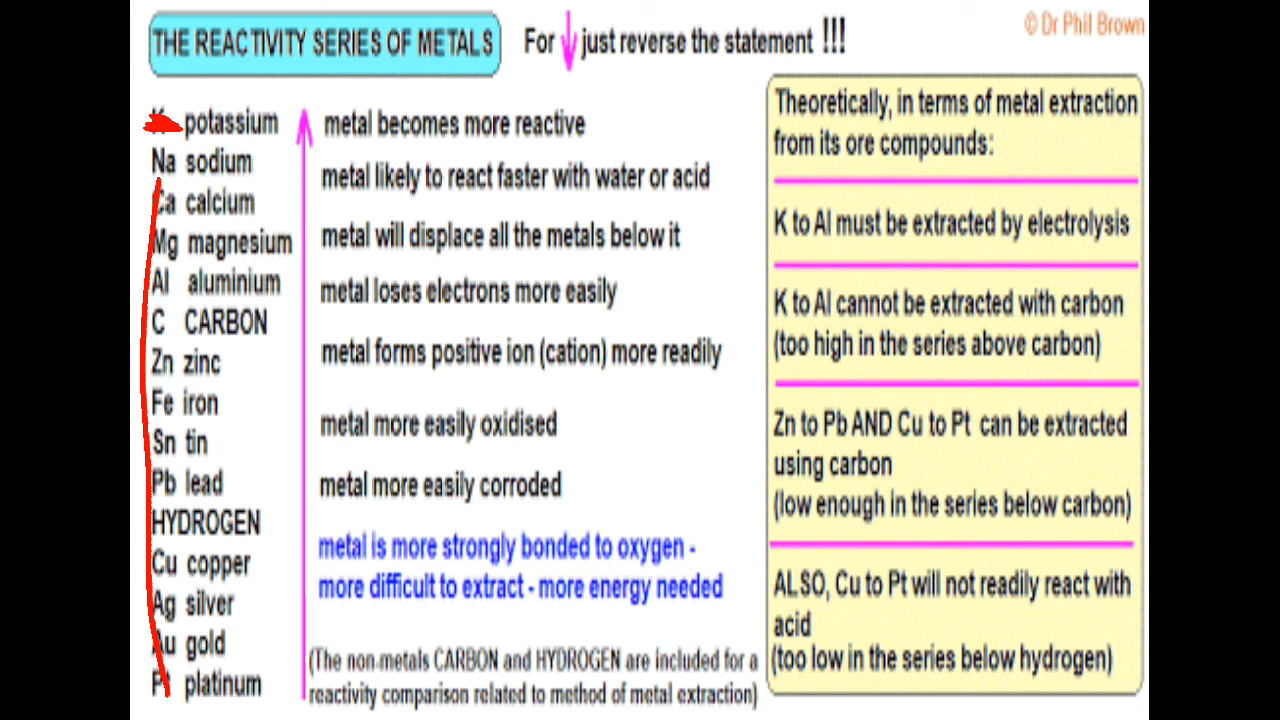 THE REACTIVITY SERIES OF METALS
For ↓ just reverse the statement !!!
© Dr Phil Brown
potassium
Na sodium
Ca calcium
Mg magnesium
Al aluminium
C CARBON
Zn zinc
Fe iron
Sn tin
Pb lead
HYDROGEN
Cu copper
Ag silver
Au gold
Pt platinum
metal becomes more reactive
metal likely to react faster with water or acid
metal will displace all the metals below it
metal loses electrons more easily
metal forms positive ion (cation) more readily
metal more easily oxidised
metal more easily corroded
metal is more strongly bonded to oxygen -
more difficult to extract - more energy needed
(The non-metals CARBON and HYDROGEN are included for a
reactivity comparison related to method of metal extraction)
Theoretically, in terms of metal extraction
from its ore compounds:
K to Al must be extracted by electrolysis
K to Al cannot be extracted with carbon
(too high in the series above carbon)
Zn to Pb AND Cu to Pt can be extracted
using carbon
(low enough in the series below carbon)
ALSO, Cu to Pt will not readily react with
acid
(too low in the series below hydrogen)